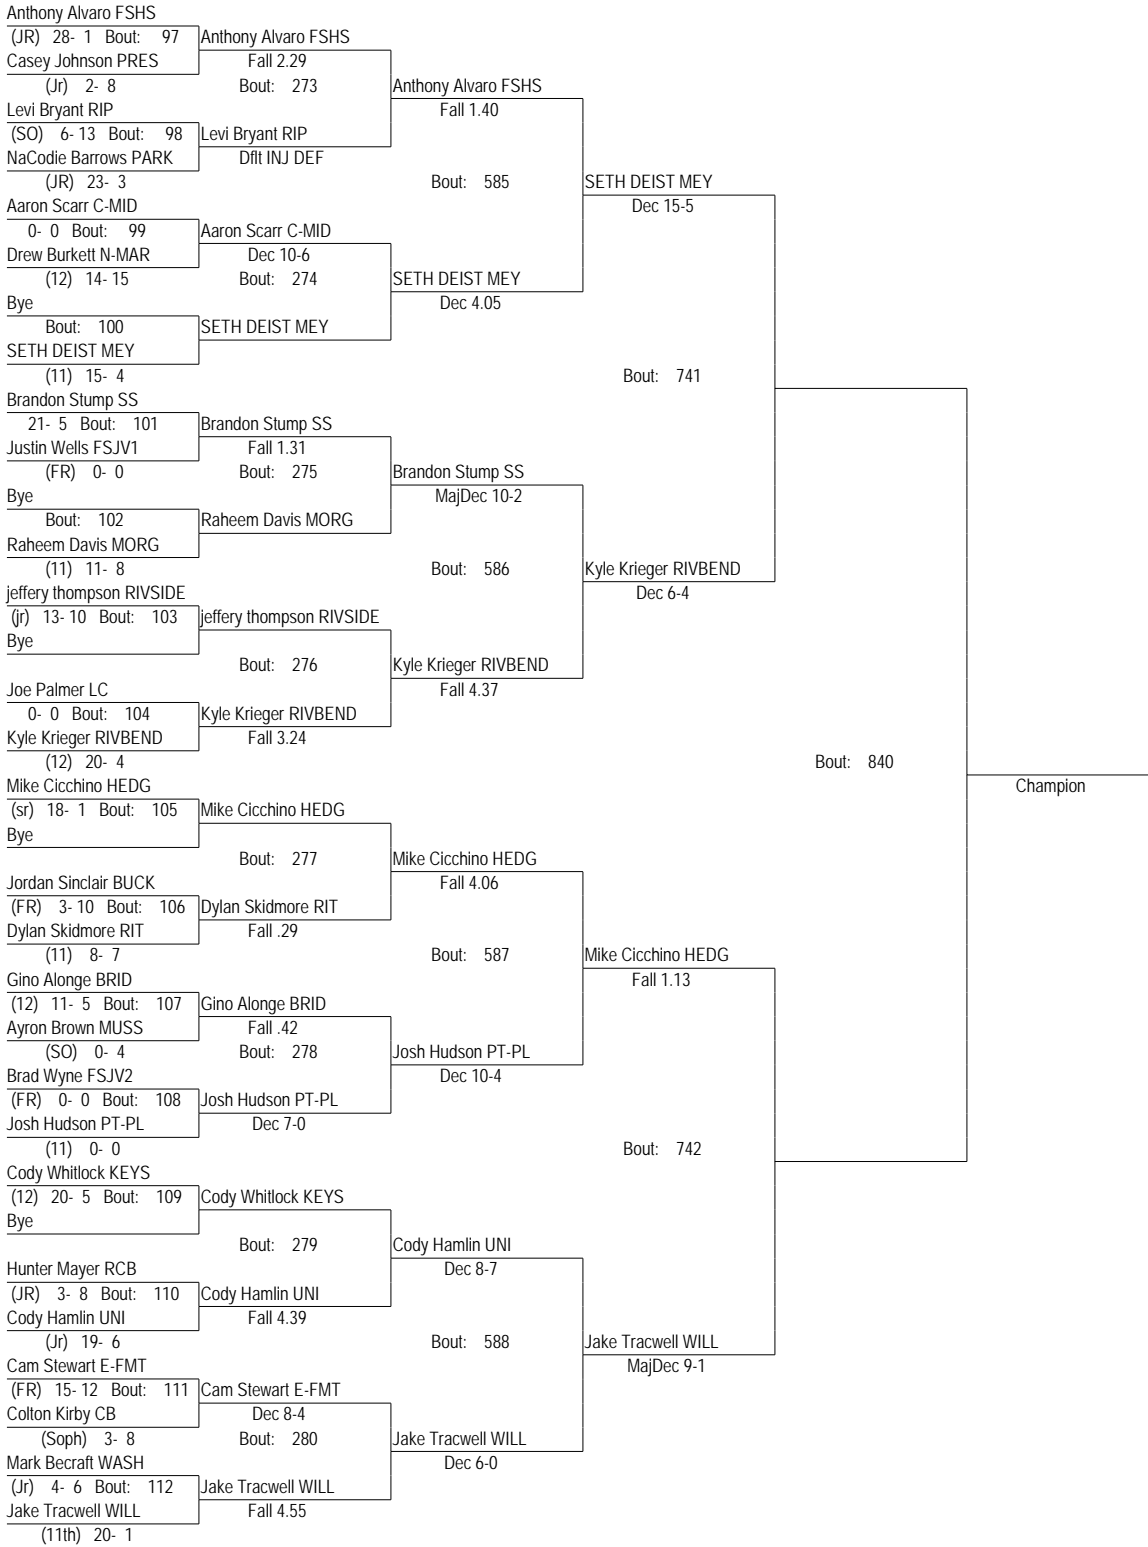 Anthony Alvaro FSHS
(JR) 28- 1 Bout: 97 Anthony Alvaro FSHS
Casey Johnson PRES Fall 2.29
(Jr) 2- 8 Bout: 273 Anthony Alvaro FSHS
Levi Bryant RIP Fall 1.40
(SO) 6- 13 Bout: 98 Levi Bryant RIP
NaCodie Barrows PARK Dflt INJ DEF
(JR) 23- 3 Bout: 585 SETH DEIST MEY
Aaron Scarr C-MID Dec 15-5
0- 0 Bout: 99 Aaron Scarr C-MID
Drew Burkett N-MAR Dec 10-6
(12) 14- 15 Bout: 274 SETH DEIST MEY
Bye Dec 4.05
Bout: 100 SETH DEIST MEY
SETH DEIST MEY
(11) 15- 4 Bout: 741
Brandon Stump SS
21- 5 Bout: 101 Brandon Stump SS
Justin Wells FSJV1 Fall 1.31
(FR) 0- 0 Bout: 275 Brandon Stump SS
Bye MajDec 10-2
Bout: 102 Raheem Davis MORG
Raheem Davis MORG
(11) 11- 8 Bout: 586 Kyle Krieger RIVBEND
jeffery thompson RIVSIDE Dec 6-4
(jr) 13- 10 Bout: 103 jeffery thompson RIVSIDE
Bye
Bout: 276 Kyle Krieger RIVBEND
Joe Palmer LC Fall 4.37
0- 0 Bout: 104 Kyle Krieger RIVBEND
Kyle Krieger RIVBEND Fall 3.24
(12) 20- 4 Bout: 840
Mike Cicchino HEDG Champion
(sr) 18- 1 Bout: 105 Mike Cicchino HEDG
Bye
Bout: 277 Mike Cicchino HEDG
Jordan Sinclair BUCK Fall 4.06
(FR) 3- 10 Bout: 106 Dylan Skidmore RIT
Dylan Skidmore RIT Fall .29
(11) 8- 7 Bout: 587 Mike Cicchino HEDG
Gino Alonge BRID Fall 1.13
(12) 11- 5 Bout: 107 Gino Alonge BRID
Ayron Brown MUSS Fall .42
(SO) 0- 4 Bout: 278 Josh Hudson PT-PL
Brad Wyne FSJV2 Dec 10-4
(FR) 0- 0 Bout: 108 Josh Hudson PT-PL
Josh Hudson PT-PL Dec 7-0
(11) 0- 0 Bout: 742
Cody Whitlock KEYS
(12) 20- 5 Bout: 109 Cody Whitlock KEYS
Bye
Bout: 279 Cody Hamlin UNI
Hunter Mayer RCB Dec 8-7
(JR) 3- 8 Bout: 110 Cody Hamlin UNI
Cody Hamlin UNI Fall 4.39
(Jr) 19- 6 Bout: 588 Jake Tracwell WILL
Cam Stewart E-FMT MajDec 9-1
(FR) 15- 12 Bout: 111 Cam Stewart E-FMT
Colton Kirby CB Dec 8-4
(Soph) 3- 8 Bout: 280 Jake Tracwell WILL
Mark Becraft WASH Dec 6-0
(Jr) 4- 6 Bout: 112 Jake Tracwell WILL
Jake Tracwell WILL Fall 4.55
(11th) 20- 1